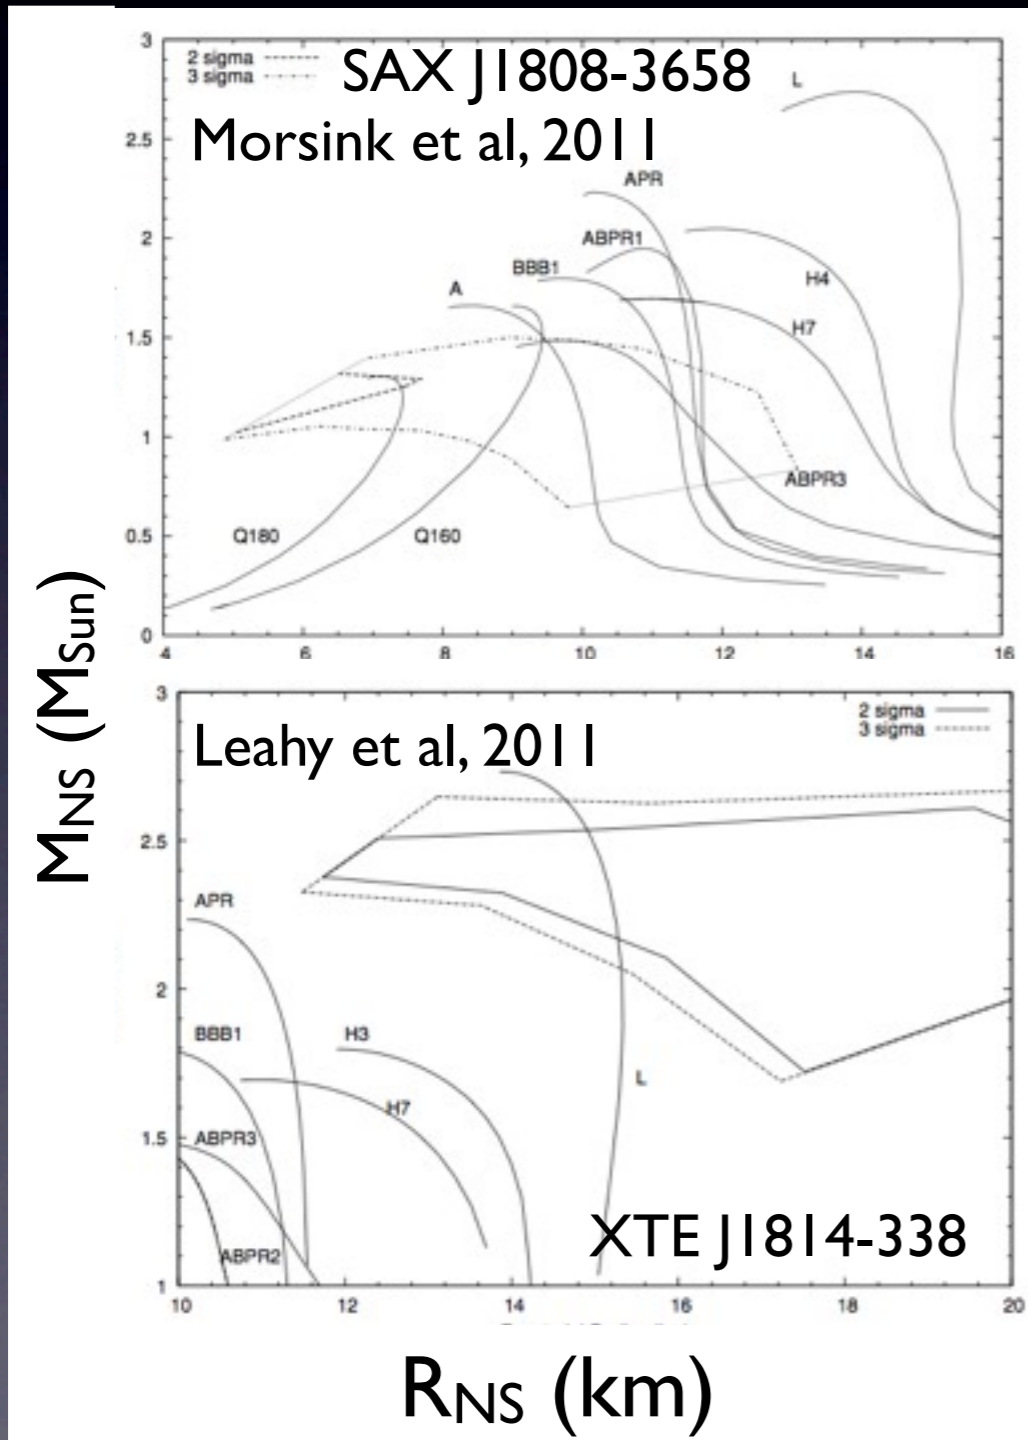 3
2 sigma
3 sigma
SAX J1808-3658
Morsink et al, 2011
L
2.5
APR
ABPR1
2
BBB1
A
H4
H7
1.5
1
ABPR3
Q180
Q160
0.5
0
4 6 8 10 12 14 16
M_NS (M_Sun)
3
Leahy et al, 2011
2 sigma
3 sigma
2.5
APR
2
BBB1
H3
L
H7
1.5
ABPR3
XTE J1814-338
ABPR2
1
10 12 14 16 18 20
R_NS (km)